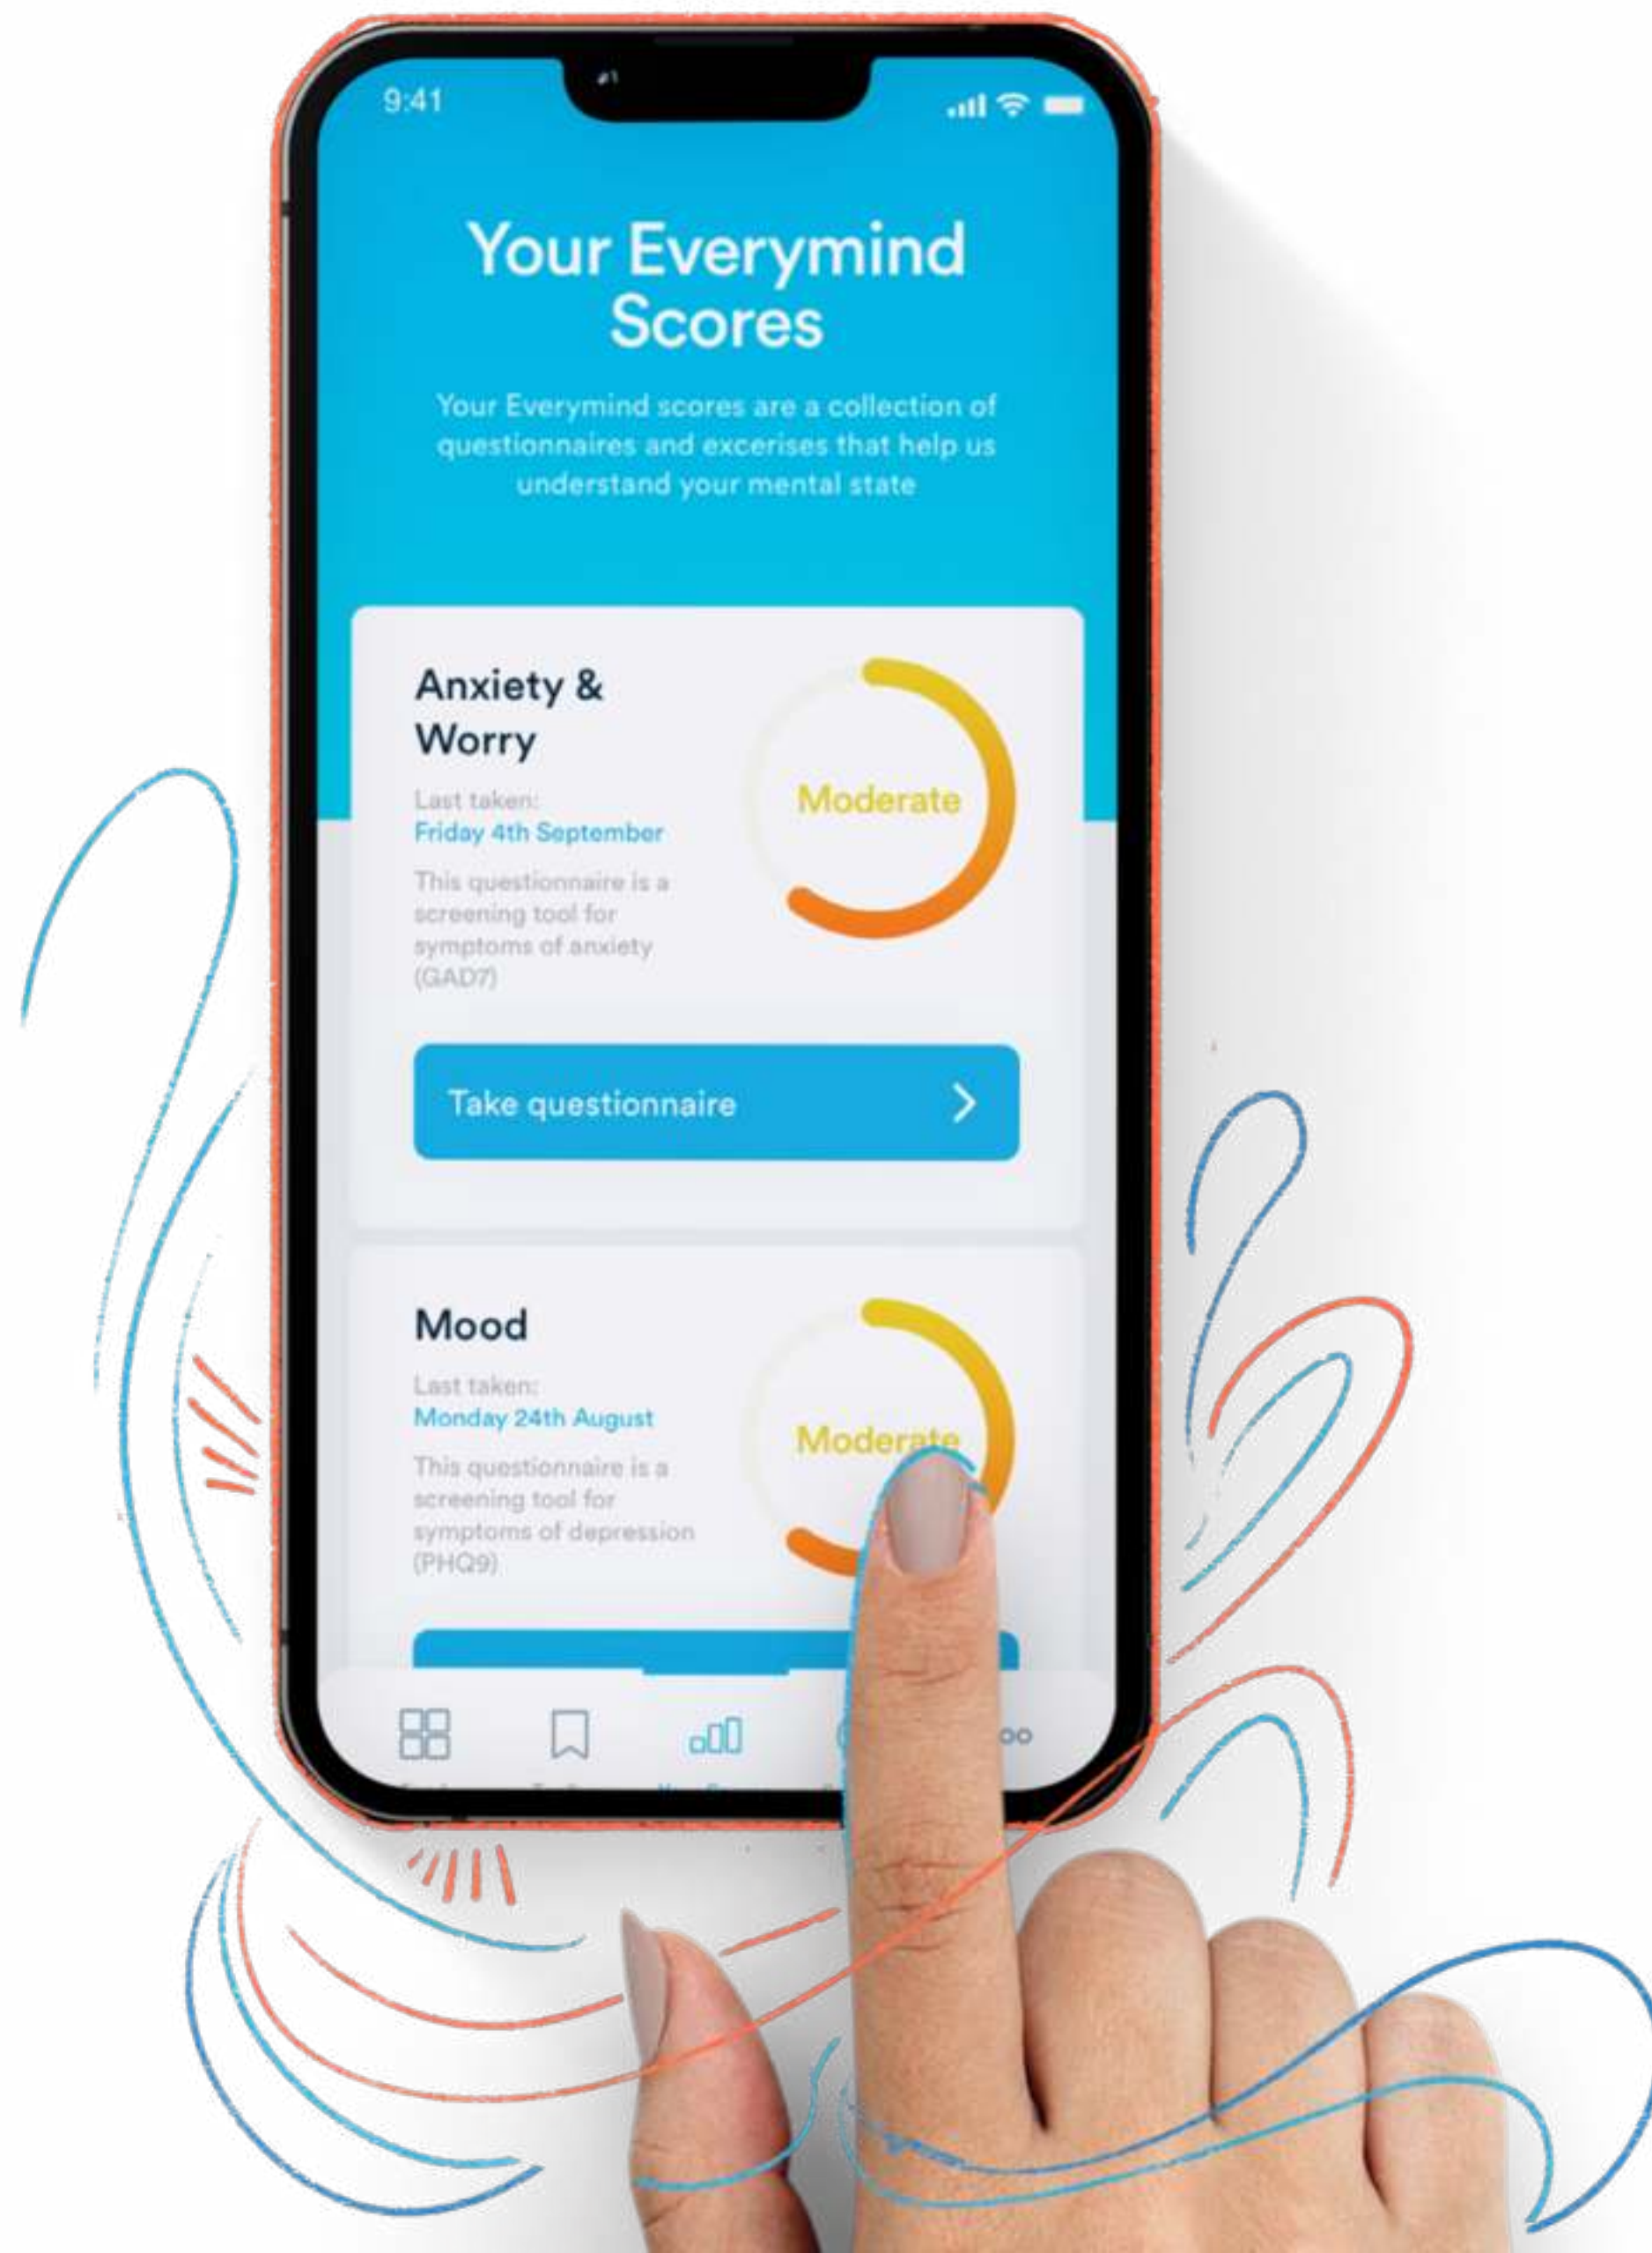 9:41
Your Everymind
Scores
Your Everymind scores are a collection of
questionnaires and excerises that help us
understand your mental state
Anxiety &
Worry
Last taken:
Friday 4th September
This questionnaire is a
screening tool for
symptoms of anxiety
(GAD7)
Moderate
Take questionnaire
Mood
Last taken:
Monday 24th August
This questionnaire is a
screening tool for
symptoms of depression
(PHQ9)
Moderate